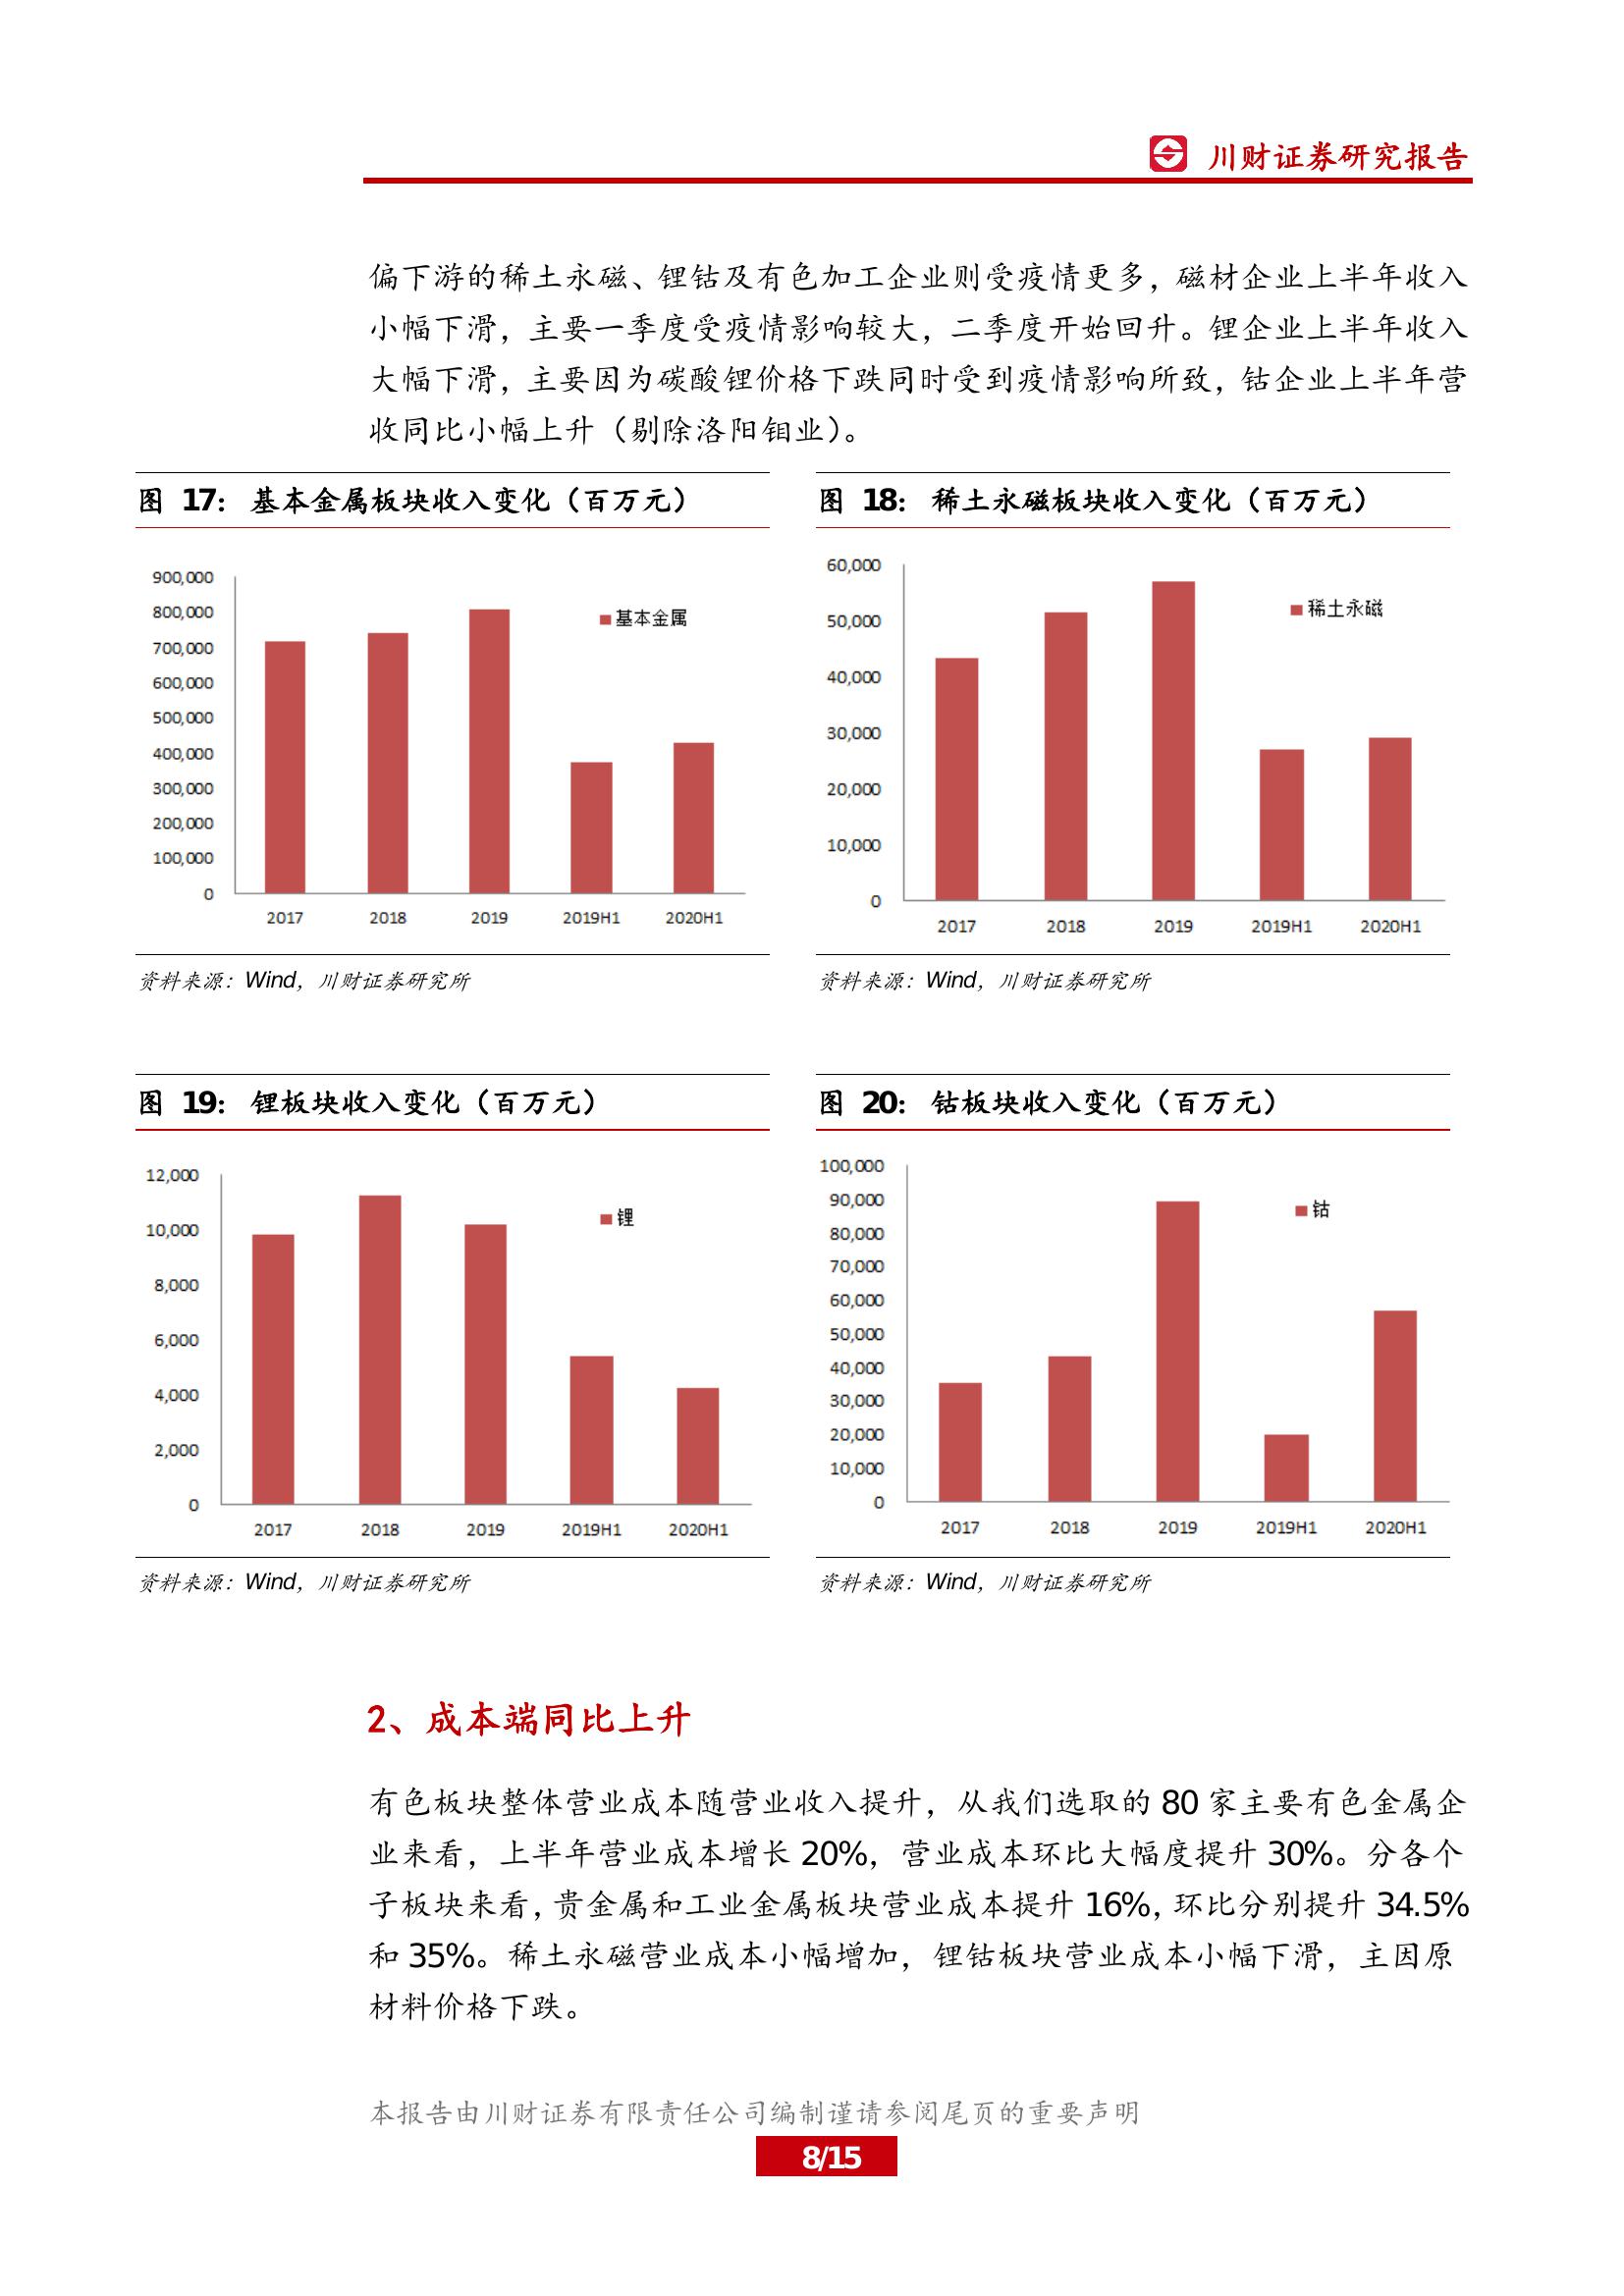 川财证券研究报告
偏下游的稀土永磁、锂钴及有色加工企业则受疫情更多，磁材企业上半年收入
小幅下滑，主要一季度受疫情影响较大，二季度开始回升。锂企业上半年收入
大幅下滑，主要因为碳酸锂价格下跌同时受到疫情影响所致，钴企业上半年营
收同比小幅上升（剔除洛阳钼业）。
图 17： 基本金属板块收入变化（百万元）
900,000
800,000
700,000
600,000
500,000
400,000
300,000
200,000
100,000
0
基本金属
2017 2018 2019 2019H1 2020H1
资料来源：Wind，川财证券研究所
图 18： 稀土永磁板块收入变化（百万元）
60,000
50,000
40,000
30,000
20,000
10,000
0
稀土永磁
2017 2018 2019 2019H1 2020H1
资料来源：Wind，川财证券研究所
图 19： 锂板块收入变化（百万元）
12,000
10,000
8,000
6,000
4,000
2,000
0
锂
2017 2018 2019 2019H1 2020H1
资料来源：Wind，川财证券研究所
图 20： 钴板块收入变化（百万元）
100,000
90,000
80,000
70,000
60,000
50,000
40,000
30,000
20,000
10,000
0
钴
2017 2018 2019 2019H1 2020H1
资料来源：Wind，川财证券研究所
2、成本端同比上升
有色板块整体营业成本随营业收入提升，从我们选取的 80 家主要有色金属企
业来看，上半年营业成本增长 20%，营业成本环比大幅度提升 30%。分各个
子板块来看，贵金属和工业金属板块营业成本提升 16%，环比分别提升 34.5%
和 35%。稀土永磁营业成本小幅增加，锂钴板块营业成本小幅下滑，主因原
材料价格下跌。
本报告由川财证券有限责任公司编制谨请参阅尾页的重要声明
8/15